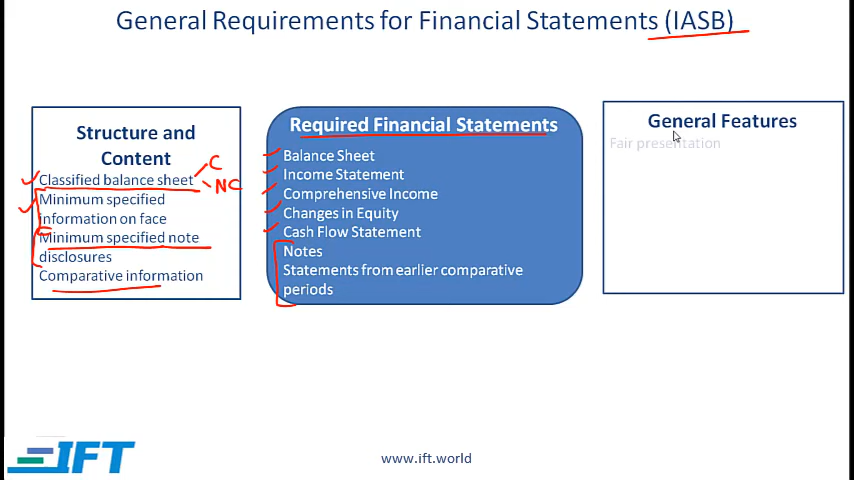 General Requirements for Financial Statements (IASB)
Structure and
Content
Classified balance sheet
C
NC
Minimum specified
information on face
Minimum specified note
disclosures
Comparative information
Required Financial Statements
Balance Sheet
Income Statement
Comprehensive Income
Changes in Equity
Cash Flow Statement
Notes
Statements from earlier comparative
periods
General Features
Fair presentation
IFT
www.ift.world